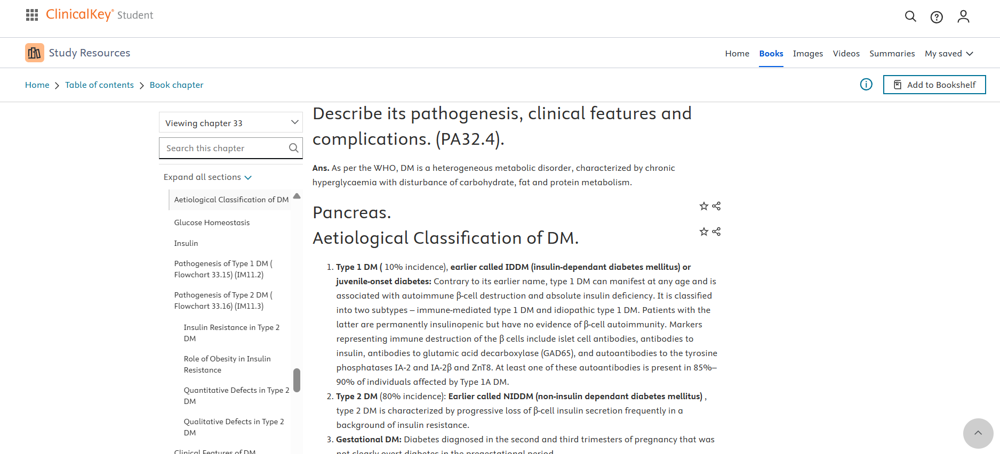 ClinicalKey® Student
Study Resources
Home Books Images Videos Summaries My saved
Home Table of contents Book chapter
Add to Bookshelf
Viewing chapter 33
Search this chapter
Expand all sections
Aetiological Classification of DM
Glucose Homeostasis
Insulin
Pathogenesis of Type 1 DM (
Flowchart 33.15) (IM11.2)
Pathogenesis of Type 2 DM (
Flowchart 33.16) (IM11.3)
Insulin Resistance in Type 2
DM
Role of Obesity in Insulin
Resistance
Quantitative Defects in Type 2
DM
Qualitative Defects in Type 2
DM
Clinical Features of DM
Describe its pathogenesis, clinical features and
complications. (PA32.4).
Ans. As per the WHO, DM is a heterogeneous metabolic disorder, characterized by chronic
hyperglycaemia with disturbance of carbohydrate, fat and protein metabolism.
Pancreas.
Aetiological Classification of DM.
1. Type 1 DM ( 10% incidence), earlier called IDDM (insulin-dependant diabetes mellitus) or
juvenile-onset diabetes: Contrary to its earlier name, type 1 DM can manifest at any age and is
associated with autoimmune β-cell destruction and absolute insulin deficiency. It is classified
into two subtypes – immune-mediated type 1 DM and idiopathic type 1 DM. Patients with the
latter are permanently insulinopenic but have no evidence of β-cell autoimmunity. Markers
representing immune destruction of the β cells include islet cell antibodies, antibodies to
insulin, antibodies to glutamic acid decarboxylase (GAD65), and autoantibodies to the tyrosine
phosphatases IA-2 and IA-2β and ZnT8. At least one of these autoantibodies is present in 85%–
90% of individuals affected by Type 1A DM.
2. Type 2 DM (80% incidence): Earlier called NIDDM (non-insulin dependant diabetes mellitus) ,
type 2 DM is characterized by progressive loss of β-cell insulin secretion frequently in a
background of insulin resistance.
3. Gestational DM: Diabetes diagnosed in the second and third trimesters of pregnancy that was
not clearly overt diabetes in the pregestational period.